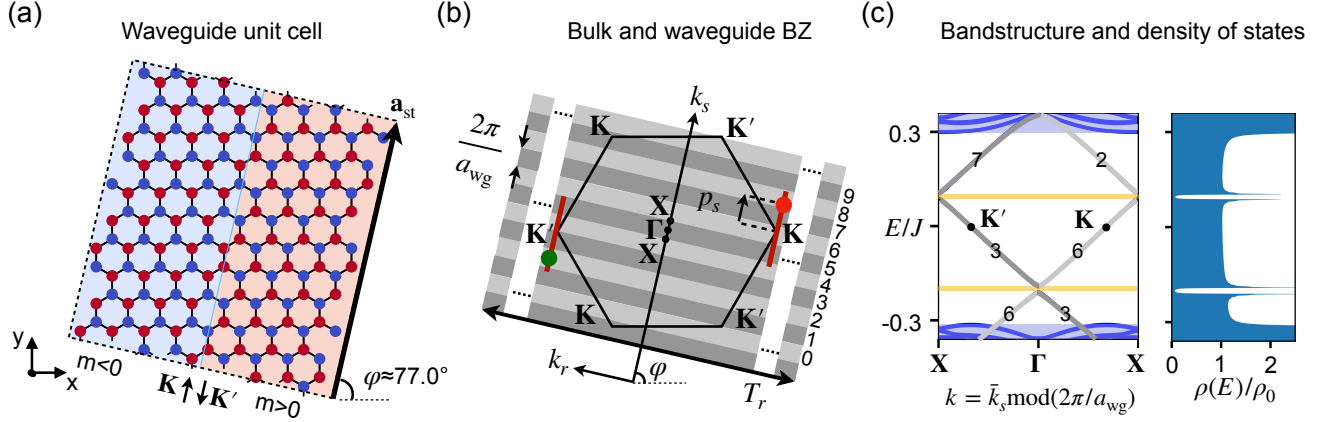 (a)
Waveguide unit cell
a_st
y
x
m<0
K
K′
m>0
φ≈77.0°
(b)
Bulk and waveguide BZ
k_s
K
K′
2π
a_wg
p_s
X
Γ
X
K′
K
K
K′
9
8
7
6
5
4
3
2
1
0
k_r
φ
T_r
(c)
Bandstructure and density of states
0.3
7
2
E/J
K′
K
3
6
-0.3
6
3
X
Γ
X
k = k̄_s mod(2π/a_wg)
0
1
2
ρ(E)/ρ_0